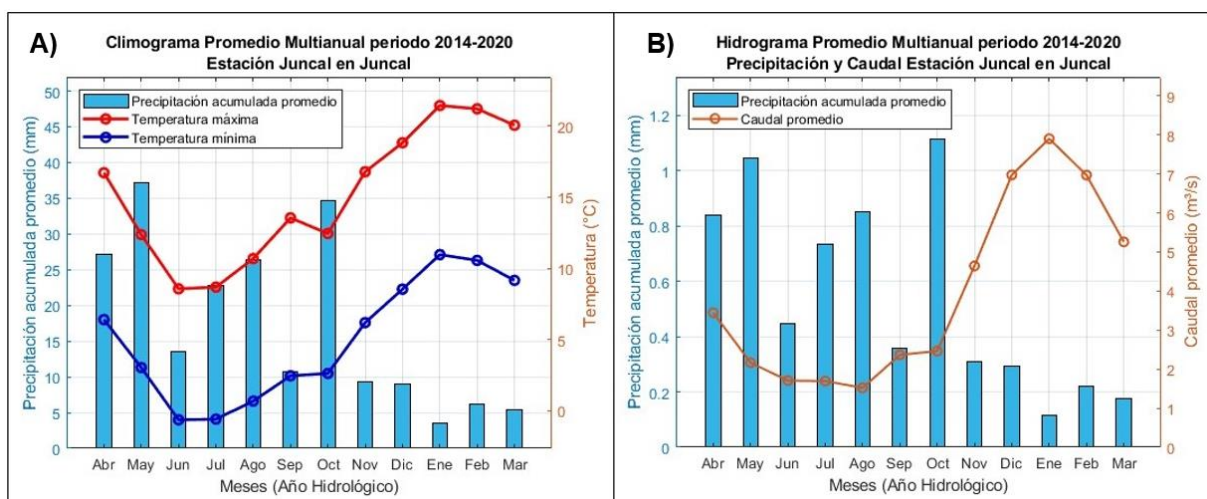 A)
Climograma Promedio Multianual periodo 2014-2020
Estación Juncal en Juncal
Precipitación acumulada promedio
Temperatura máxima
Temperatura mínima
Precipitación acumulada promedio (mm)
50
45
40
35
30
25
20
15
10
5
0
Temperatura (°C)
20
15
10
5
0
Abr May Jun Jul Ago Sep Oct Nov Dic Ene Feb Mar
Meses (Año Hidrológico)
B)
Hidrograma Promedio Multianual periodo 2014-2020
Precipitación y Caudal Estación Juncal en Juncal
Precipitación acumulada promedio
Caudal promedio
Precipitación acumulada promedio (mm)
1.2
1
0.8
0.6
0.4
0.2
0
Caudal promedio (m³/s)
9
8
7
6
5
4
3
2
1
0
Abr May Jun Jul Ago Sep Oct Nov Dic Ene Feb Mar
Meses (Año Hidrológico)